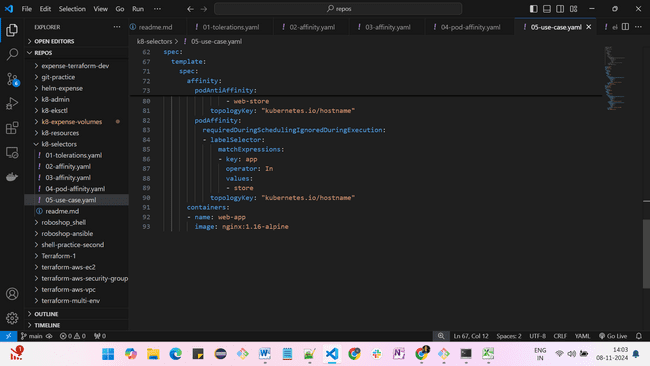 File Edit Selection View Go Run ···
repos
EXPLORER ···
readme.md
01-tolerations.yaml
02-affinity.yaml
03-affinity.yaml
04-pod-affinity.yaml
05-use-case.yaml
OPEN EDITORS
REPOS
expense-terraform-dev
git-practice
helm-expense
k8-admin
k8-eksctl
k8-expense-volumes
k8-resources
k8-selectors
01-tolerations.yaml
02-affinity.yaml
03-affinity.yaml
04-pod-affinity.yaml
05-use-case.yaml
readme.md
roboshop_shell
roboshop-ansible
shell-practice-second
Terraform-1
terraform-aws-ec2
terraform-aws-security-group
terraform-aws-vpc
terraform-multi-env
OUTLINE
TIMELINE
k8-selectors > 05-use-case.yaml
62 spec:
67 template:
71 spec:
72 affinity:
73 podAntiAffinity:
80 - web-store
81 topologyKey: "kubernetes.io/hostname"
82 podAffinity:
83 requiredDuringSchedulingIgnoredDuringExecution:
84 - labelSelector:
85 matchExpressions:
86 - key: app
87 operator: In
88 values:
89 - store
90 topologyKey: "kubernetes.io/hostname"
91 containers:
92 - name: web-app
93 image: nginx:1.16-alpine
main 0 0 0 Ln 67, Col 12 Spaces: 2 UTF-8 CRLF YAML Go Live
ENG
IN
14:03
08-11-2024